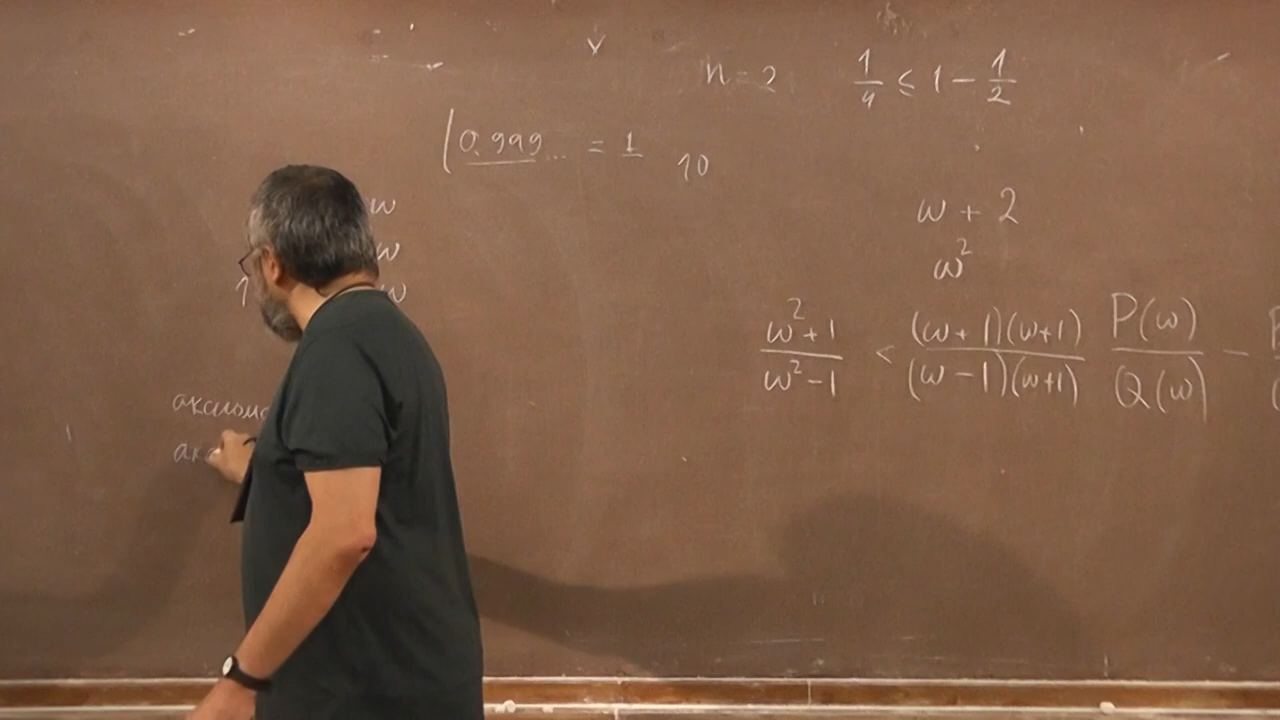 n = 2    1/4 ≤ 1 − 1/2
0.999... = 1    10
ω
ω
1    ω
ω + 2
ω²
(ω² + 1)/(ω² − 1) < ((ω + 1)(ω + 1))/((ω − 1)(ω + 1))    P(ω)/Q(ω) −